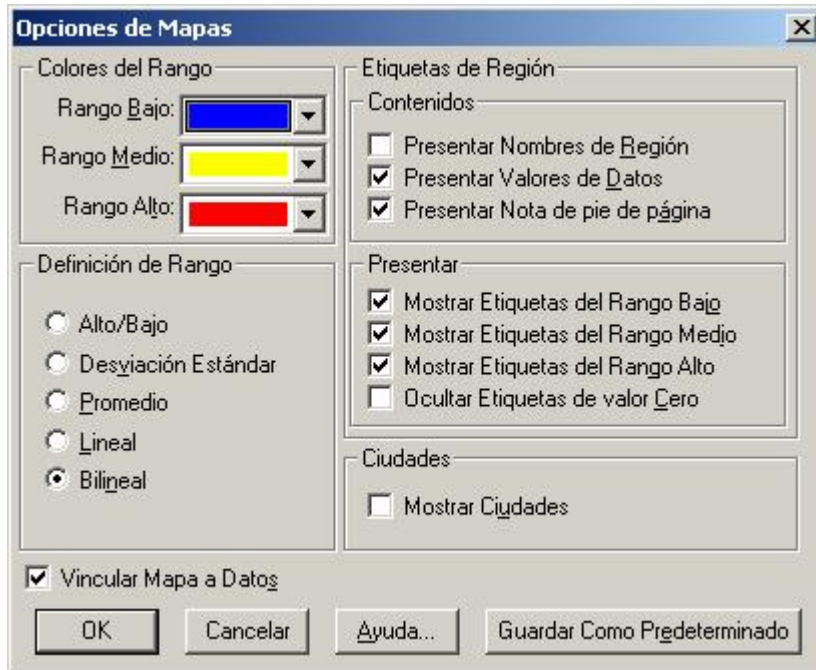 Opciones de Mapas
Colores del Rango
Rango Bajo:
Rango Medio:
Rango Alto:
Definición de Rango
Alto/Bajo
Desviación Estándar
Promedio
Lineal
Bilineal
Etiquetas de Región
Contenidos
Presentar Nombres de Región
Presentar Valores de Datos
Presentar Nota de pie de página
Presentar
Mostrar Etiquetas del Rango Bajo
Mostrar Etiquetas del Rango Medio
Mostrar Etiquetas del Rango Alto
Ocultar Etiquetas de valor Cero
Ciudades
Mostrar Ciudades
Vincular Mapa a Datos
OK
Cancelar
Ayuda...
Guardar Como Predeterminado